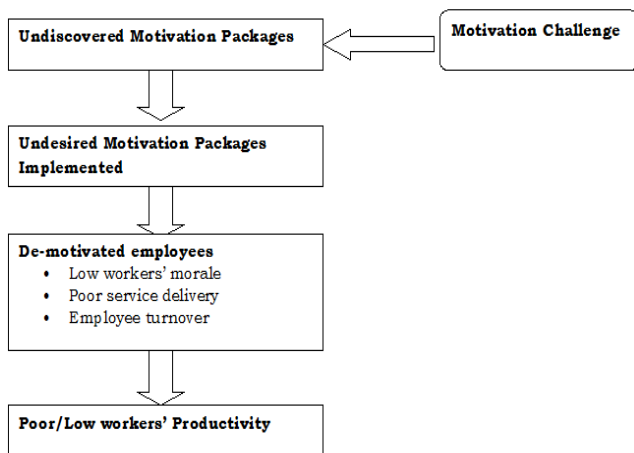 Undiscovered Motivation Packages
Motivation Challenge
Undesired Motivation Packages
Implemented
De-motivated employees
• Low workers’ morale
• Poor service delivery
• Employee turnover
Poor/Low workers’ Productivity